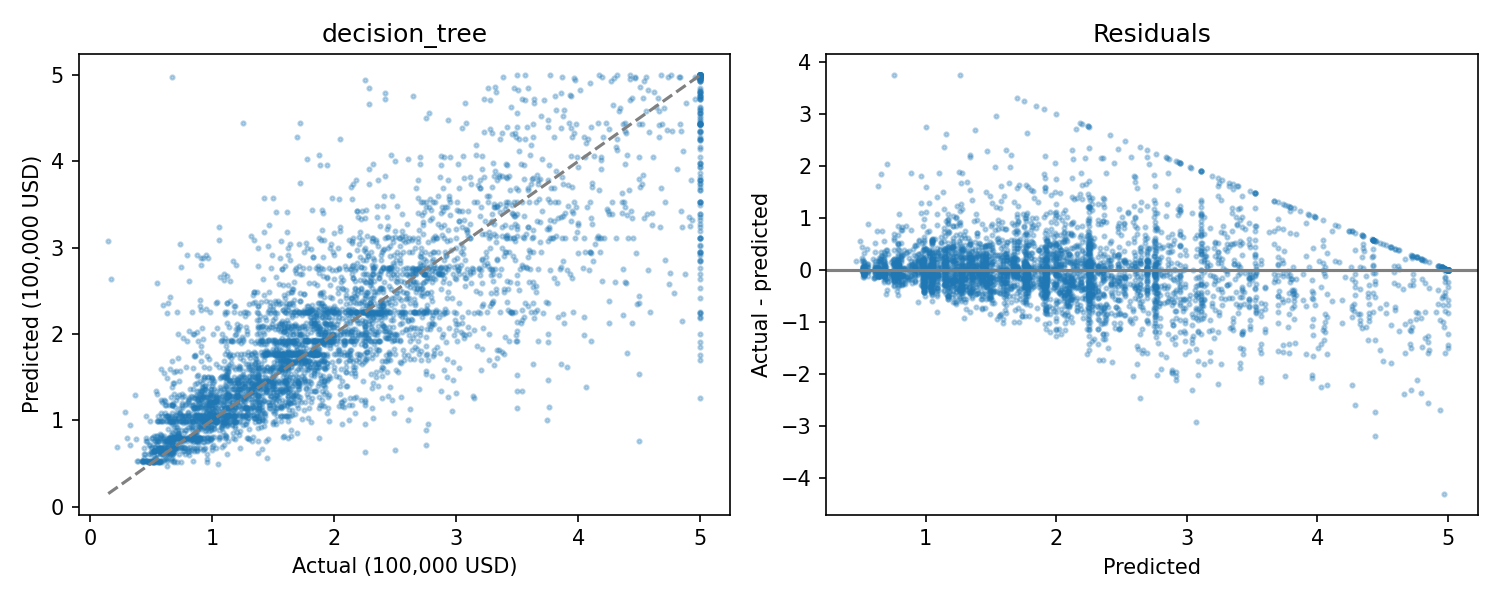 decision_tree
Predicted (100,000 USD)
5
4
3
2
1
0
0 1 2 3 4 5
Actual (100,000 USD)
Residuals
Actual - predicted
4
3
2
1
0
−1
−2
−3
−4
1 2 3 4 5
Predicted